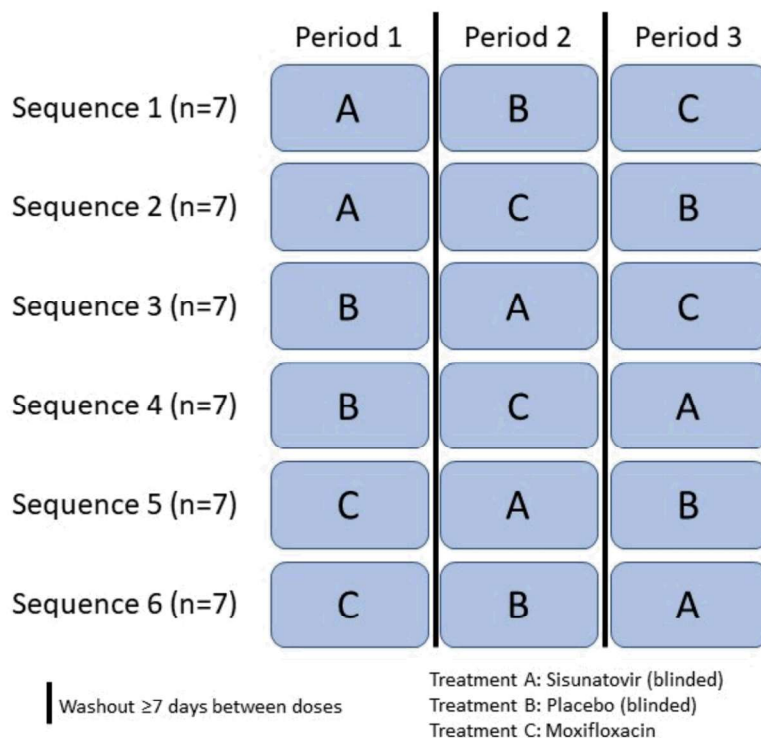 Period 1 Period 2 Period 3
Sequence 1 (n=7) A B C
Sequence 2 (n=7) A C B
Sequence 3 (n=7) B A C
Sequence 4 (n=7) B C A
Sequence 5 (n=7) C A B
Sequence 6 (n=7) C B A
Washout ≥7 days between doses
Treatment A: Sisunatovir (blinded)
Treatment B: Placebo (blinded)
Treatment C: Moxifloxacin